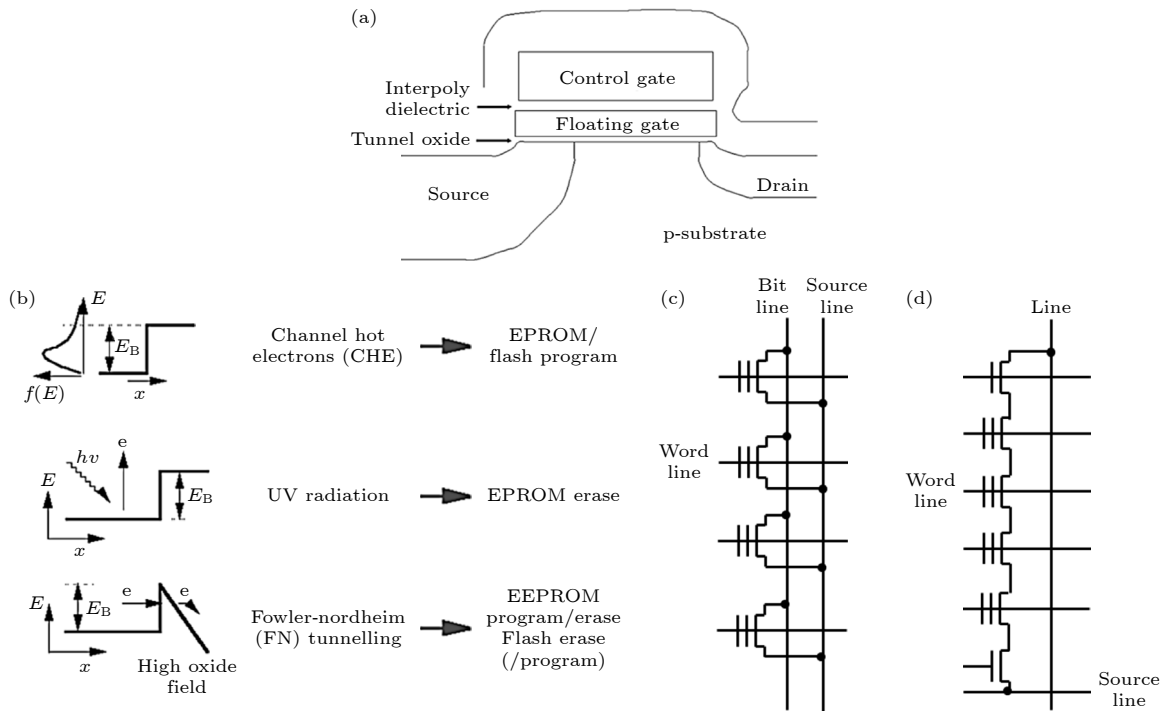 (a)
Control gate
Interpoly
dielectric
Floating gate
Tunnel oxide
Source
Drain
p-substrate
(b)
E
E_B
f(E)
x
Channel hot
electrons (CHE)
EPROM/
flash program
hv
e
E
E_B
x
UV radiation
EPROM erase
E
E_B
e
e
x
High oxide
field
Fowler-nordheim
(FN) tunnelling
EEPROM
program/erase
Flash erase
(/program)
(c)
Bit
line
Source
line
Word
line
(d)
Line
Word
line
Source
line